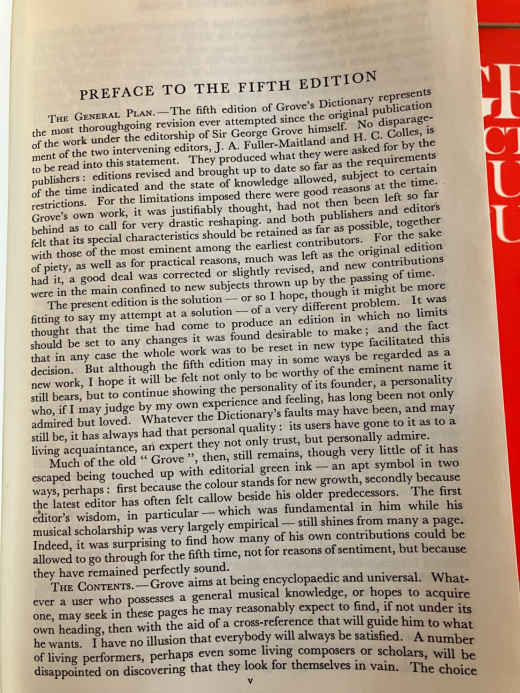 PREFACE TO THE FIFTH EDITION
THE GENERAL PLAN.—The fifth edition of Grove's Dictionary represents
the most thoroughgoing revision ever attempted since the original publication
of the work under the editorship of Sir George Grove himself. No disparage-
ment of the two intervening editors, J. A. Fuller-Maitland and H. C. Colles, is
to be read into this statement. They produced what they were asked for by the
publishers: editions revised and brought up to date so far as the requirements
of the time indicated and the state of knowledge allowed, subject to certain
restrictions. For the limitations imposed there were good reasons at the time.
Grove's own work, it was justifiably thought, had not then been left so far
behind as to call for very drastic reshaping. and both publishers and editors
felt that its special characteristics should be retained as far as possible, together
with those of the most eminent among the earliest contributors. For the sake
of piety, as well as for practical reasons, much was left as the original edition
had it, a good deal was corrected or slightly revised, and new contributions
were in the main confined to new subjects thrown up by the passing of time.
The present edition is the solution — or so I hope, though it might be more
fitting to say my attempt at a solution — of a very different problem. It was
thought that the time had come to produce an edition in which no limits
should be set to any changes it was found desirable to make; and the fact
that in any case the whole work was to be reset in new type facilitated this
decision. But although the fifth edition may in some ways be regarded as a
new work, I hope it will be felt not only to be worthy of the eminent name it
still bears, but to continue showing the personality of its founder, a personality
who, if I may judge by my own experience and feeling, has long been not only
admired but loved. Whatever the Dictionary's faults may have been, and may
still be, it has always had that personal quality: its users have gone to it as to a
living acquaintance, an expert they not only trust, but personally admire.
Much of the old "Grove", then, still remains, though very little of it has
escaped being touched up with editorial green ink — an apt symbol in two
ways, perhaps: first because the colour stands for new growth, secondly because
the latest editor has often felt callow beside his older predecessors. The first
editor's wisdom, in particular — which was fundamental in him while his
musical scholarship was very largely empirical — still shines from many a page.
Indeed, it was surprising to find how many of his own contributions could be
allowed to go through for the fifth time, not for reasons of sentiment, but because
they have remained perfectly sound.
THE CONTENTS.—Grove aims at being encyclopaedic and universal. What-
ever a user who possesses a general musical knowledge, or hopes to acquire
one, may seek in these pages he may reasonably expect to find, if not under its
own heading, then with the aid of a cross-reference that will guide him to what
he wants. I have no illusion that everybody will always be satisfied. A number
of living performers, perhaps even some living composers or scholars, will be
disappointed on discovering that they look for themselves in vain. The choice
v
GR
CT
U
U